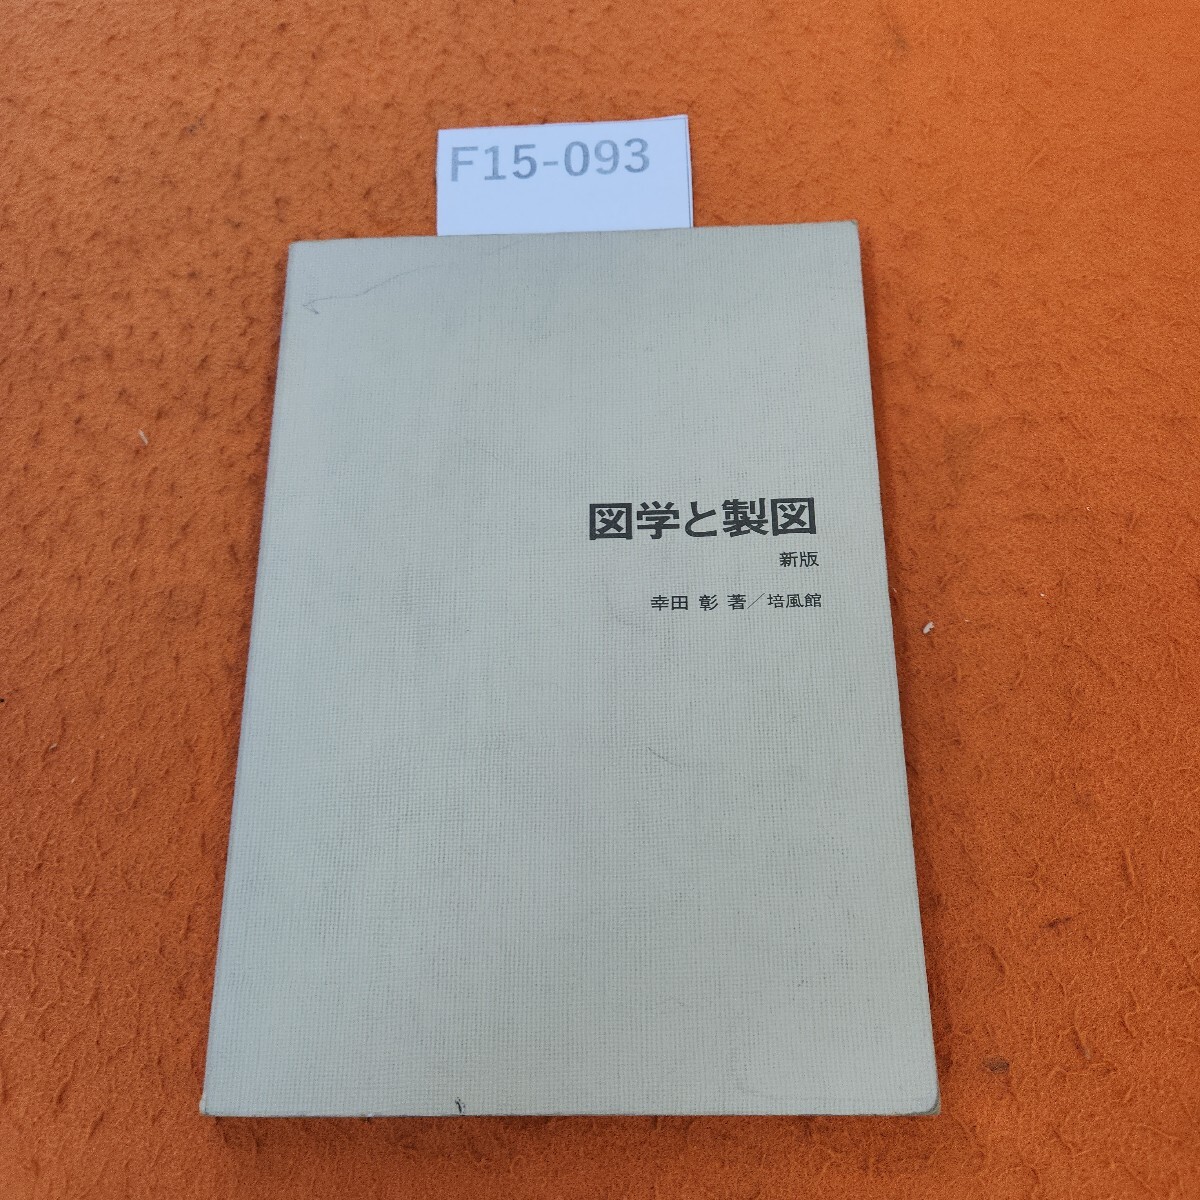 F15-093
図学と製図
新版
幸田 彰 著／培風館